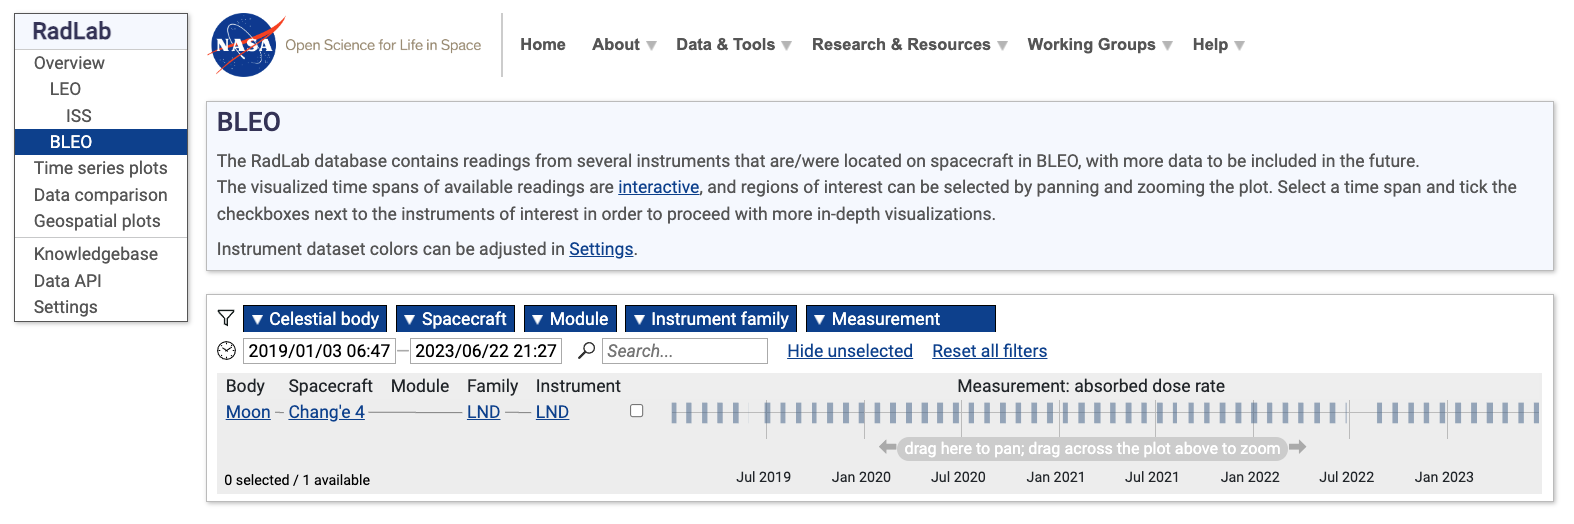 RadLab
Overview
LEO
ISS
BLEO
Time series plots
Data comparison
Geospatial plots
Knowledgebase
Data API
Settings
NASA
Open Science for Life in Space
Home About ▼ Data & Tools ▼ Research & Resources ▼ Working Groups ▼ Help ▼
BLEO
The RadLab database contains readings from several instruments that are/were located on spacecraft in BLEO, with more data to be included in the future.
The visualized time spans of available readings are interactive, and regions of interest can be selected by panning and zooming the plot. Select a time span and tick the
checkboxes next to the instruments of interest in order to proceed with more in-depth visualizations.
Instrument dataset colors can be adjusted in Settings.
▼ Celestial body ▼ Spacecraft ▼ Module ▼ Instrument family ▼ Measurement
2019/01/03 06:47 — 2023/06/22 21:27 Search... Hide unselected Reset all filters
Body Spacecraft Module Family Instrument Measurement: absorbed dose rate
Moon Chang'e 4 LND LND
drag here to pan; drag across the plot above to zoom
0 selected / 1 available Jul 2019 Jan 2020 Jul 2020 Jan 2021 Jul 2021 Jan 2022 Jul 2022 Jan 2023